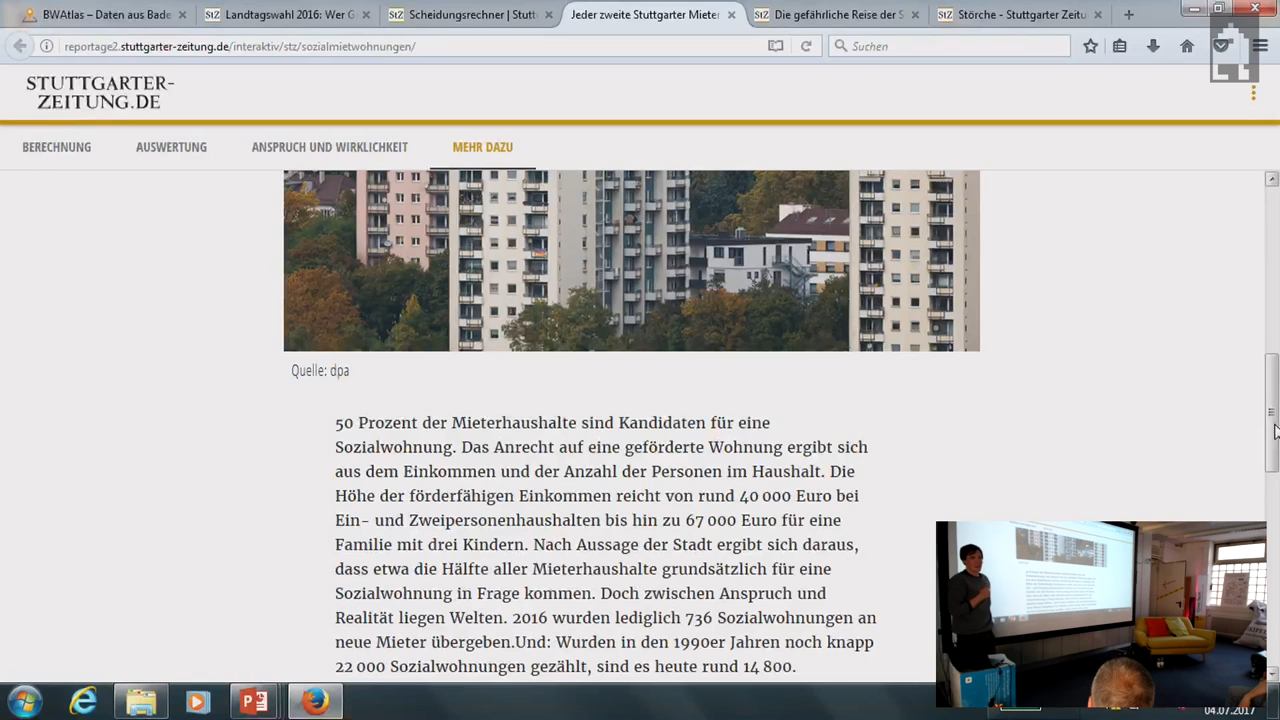 BWAtlas – Daten aus Bade
Landtagswahl 2016: Wer G
Scheidungsrechner | Stutt
Jeder zweite Stuttgarter Mieter
Die gefährliche Reise der S
Störche - Stuttgarter Zeitu
reportage2.stuttgarter-zeitung.de/interaktiv/stz/sozialmietwohnungen/
Suchen
STUTTGARTER-
ZEITUNG.DE
BERECHNUNG
AUSWERTUNG
ANSPRUCH UND WIRKLICHKEIT
MEHR DAZU
Quelle: dpa
50 Prozent der Mieterhaushalte sind Kandidaten für eine
Sozialwohnung. Das Anrecht auf eine geförderte Wohnung ergibt sich
aus dem Einkommen und der Anzahl der Personen im Haushalt. Die
Höhe der förderfähigen Einkommen reicht von rund 40 000 Euro bei
Ein- und Zweipersonenhaushalten bis hin zu 67 000 Euro für eine
Familie mit drei Kindern. Nach Aussage der Stadt ergibt sich daraus,
dass etwa die Hälfte aller Mieterhaushalte grundsätzlich für eine
Sozialwohnung in Frage kommen. Doch zwischen Anspruch und
Realität liegen Welten. 2016 wurden lediglich 736 Sozialwohnungen an
neue Mieter übergeben.Und: Wurden in den 1990er Jahren noch knapp
22 000 Sozialwohnungen gezählt, sind es heute rund 14 800.
04.07.2017